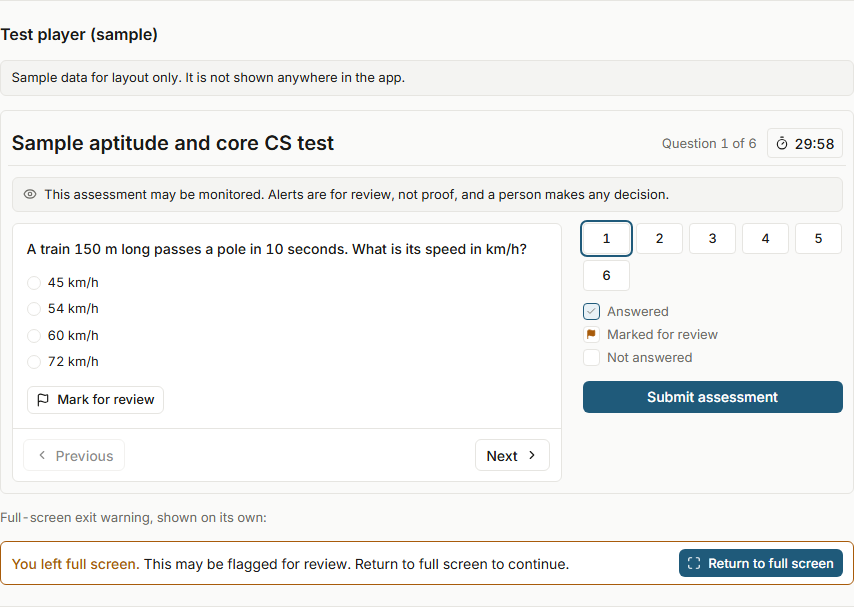 Test player (sample)
Sample data for layout only. It is not shown anywhere in the app.
Sample aptitude and core CS test
Question 1 of 6
29:58
This assessment may be monitored. Alerts are for review, not proof, and a person makes any decision.
A train 150 m long passes a pole in 10 seconds. What is its speed in km/h?
45 km/h
54 km/h
60 km/h
72 km/h
Mark for review
Previous
Next
1
2
3
4
5
6
Answered
Marked for review
Not answered
Submit assessment
Full-screen exit warning, shown on its own:
You left full screen. This may be flagged for review. Return to full screen to continue.
Return to full screen